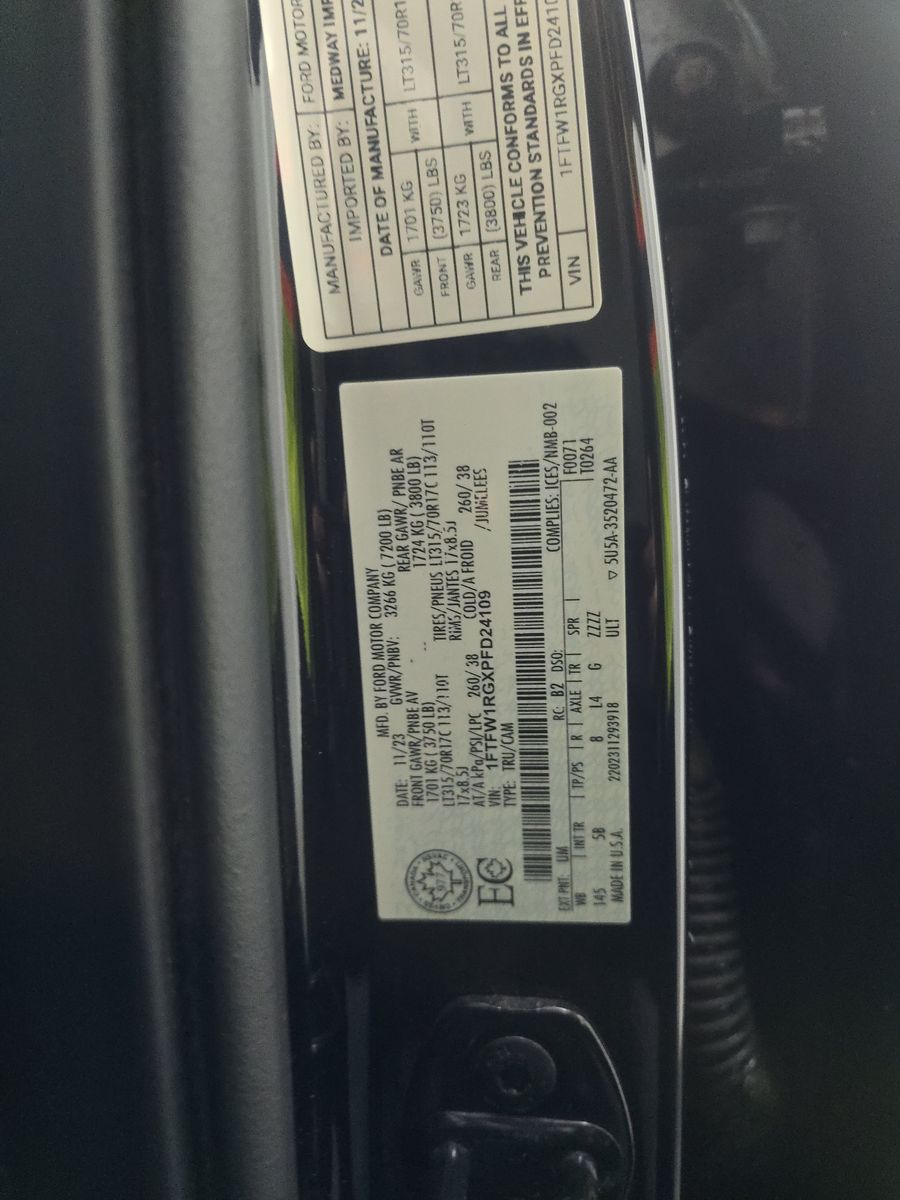 MANUFACTURED BY: FORD MOTOR
IMPORTED BY: MEDWAY IMP
DATE OF MANUFACTURE: 11/2
GAWR 1701 KG WITH LT315/70R1
FRONT (3750) LBS
GAWR 1723 KG WITH LT315/70R
REAR (3800) LBS
THIS VEHICLE CONFORMS TO ALL
PREVENTION STANDARDS IN EFF
VIN 1FTFW1RGXPFD2410
MFD. BY FORD MOTOR COMPANY
DATE: 11/23 GVWR/PNBV: 3266 KG ( 7200 LB)
FRONT GAWR/PNBE AV REAR GAWR/ PNBE AR
1701 KG ( 3750 LB) 1724 KG ( 3800 LB)
LT315/70R17C 113/110T TIRES/PNEUS LT315/70R17C 113/110T
17x8.5J RIMS/JANTES 17x8.5J
AT/A kPa/PSI/LPC 260/ 38 COLD/A FROID 260/ 38
VIN: 1FTFW1RGXPFD24109 /JUMELEES
TYPE: TRU/CAM
EC
COMPLIES: ICES/NMB-002
EXT PNT: UM RC: B2 DSO: F0071
WB INT TR TP/PS R AXLE TR SPR T0264
145 5B 8 L4 G ZZZZ
MADE IN U.S.A. 2202311293918 ULT ▽ 5U5A-3520472-AA